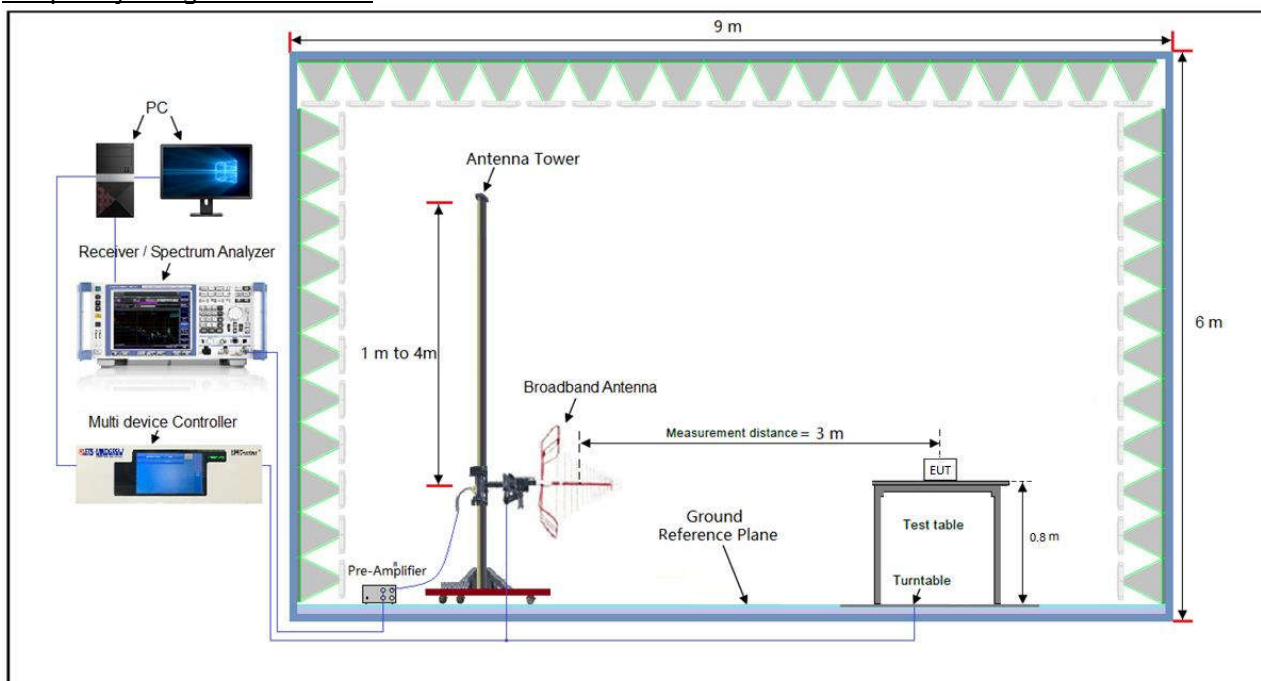 9 m
PC
Antenna Tower
Receiver / Spectrum Analyzer
6 m
1 m to 4m
Broadband Antenna
Multi device Controller
Measurement distance = 3 m
EUT
Ground
Reference Plane
Test table
0.8 m
Pre-Amplifier
Turntable